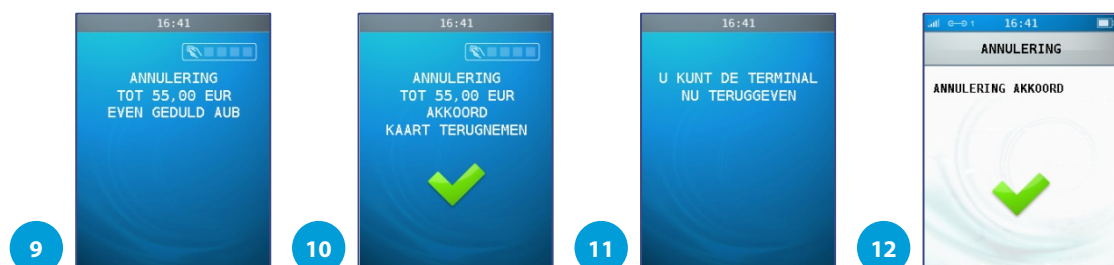 16:41
ANNULERING
TOT 55,00 EUR
EVEN GEDULD AUB
9
16:41
ANNULERING
TOT 55,00 EUR
AKKOORD
KAART TERUGNEMEN
10
16:41
U KUNT DE TERMINAL
NU TERUGGEVEN
11
1 16:41
ANNULERING
ANNULERING AKKOORD
12